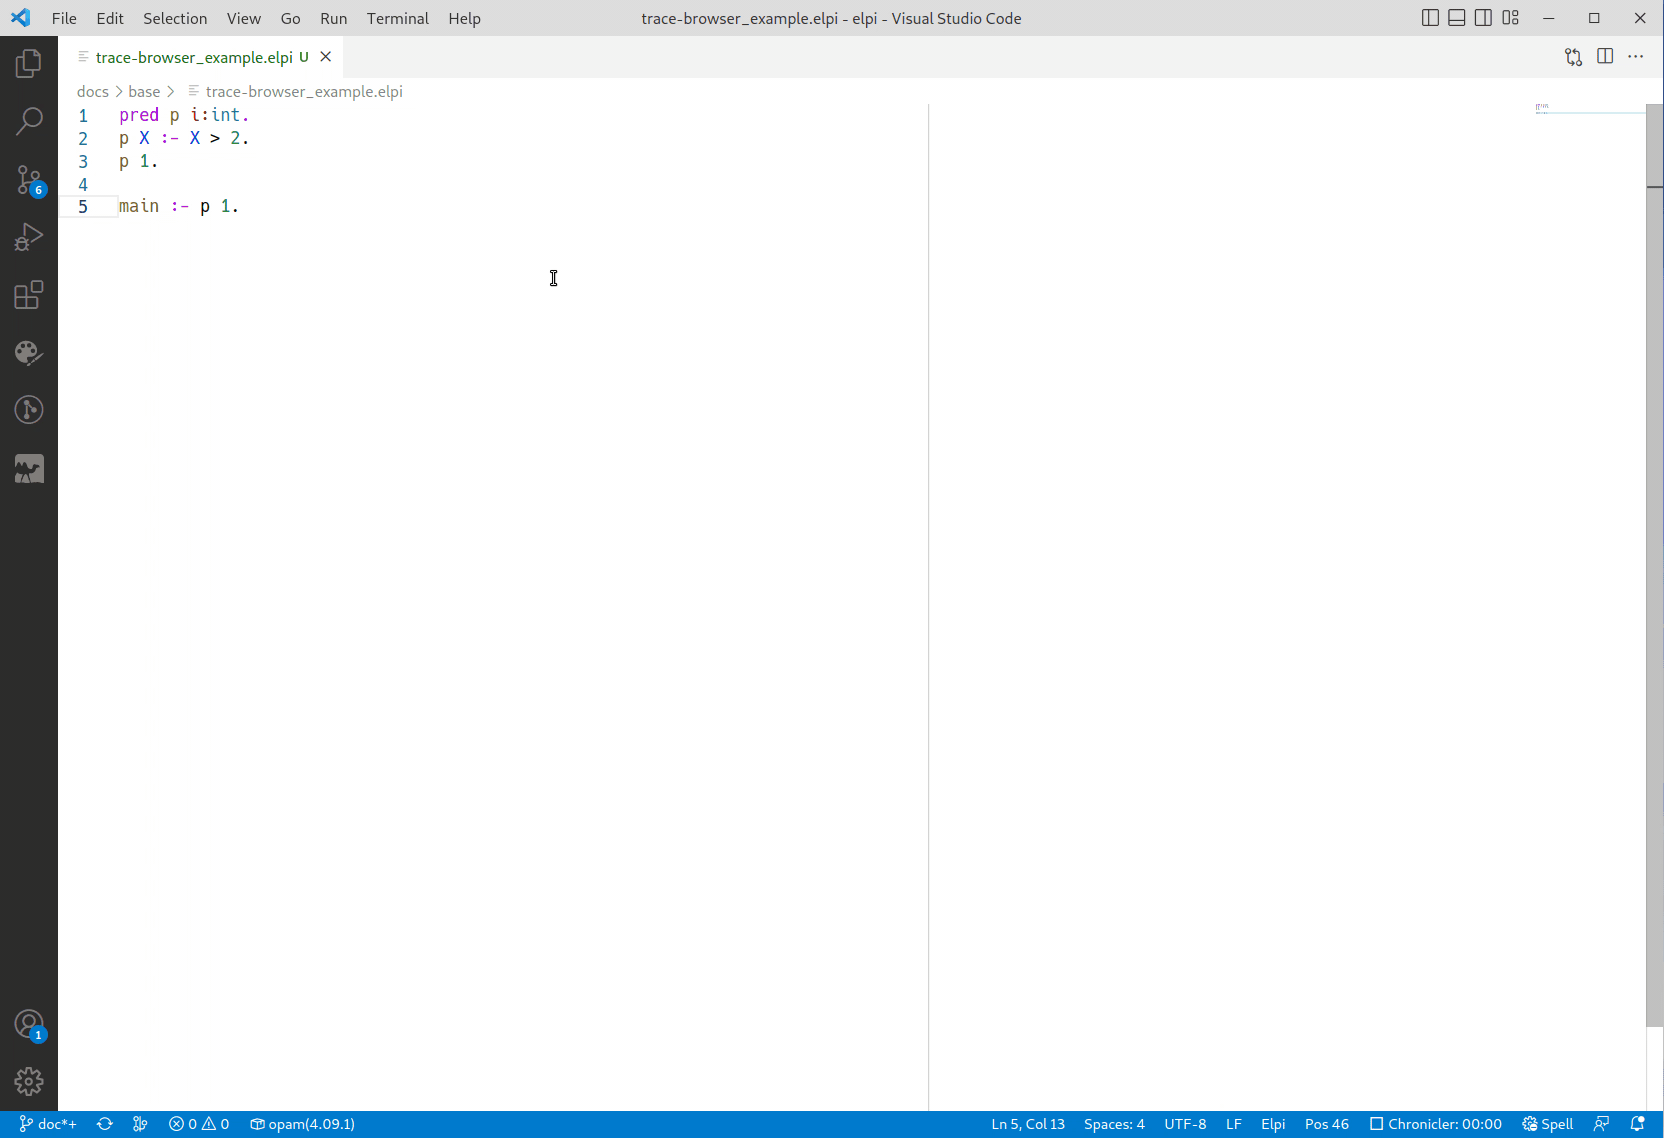 File Edit Selection View Go Run Terminal Help trace-browser_example.elpi - elpi - Visual Studio Code
trace-browser_example.elpi U
docs > base > trace-browser_example.elpi
1 pred p i:int.
2 p X :- X > 2.
3 p 1.
4
5 main :- p 1.
6
1
doc*+ 0 0 opam(4.09.1) Ln 5, Col 13 Spaces: 4 UTF-8 LF Elpi Pos 46 Chronicler: 00:00 Spell